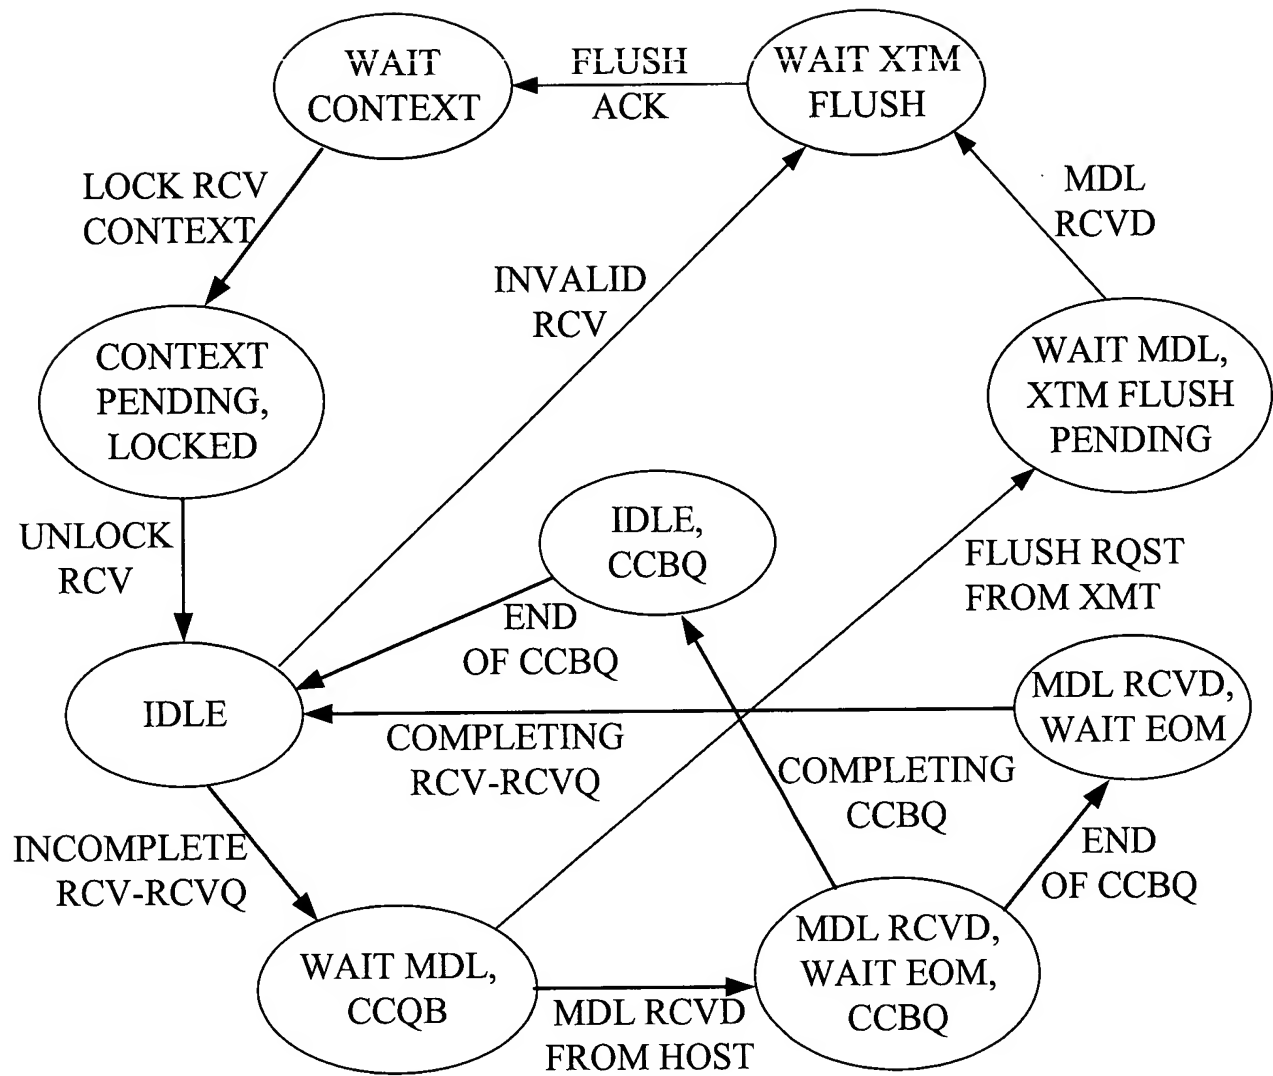 WAIT
CONTEXT
FLUSH
ACK
WAIT XTM
FLUSH
LOCK RCV
CONTEXT
MDL
RCVD
INVALID
RCV
CONTEXT
PENDING,
LOCKED
WAIT MDL,
XTM FLUSH
PENDING
UNLOCK
RCV
IDLE,
CCBQ
FLUSH RQST
FROM XMT
END
OF CCBQ
IDLE
MDL RCVD,
WAIT EOM
COMPLETING
RCV-RCVQ
COMPLETING
CCBQ
INCOMPLETE
RCV-RCVQ
END
OF CCBQ
WAIT MDL,
CCQB
MDL RCVD
FROM HOST
MDL RCVD,
WAIT EOM,
CCBQ